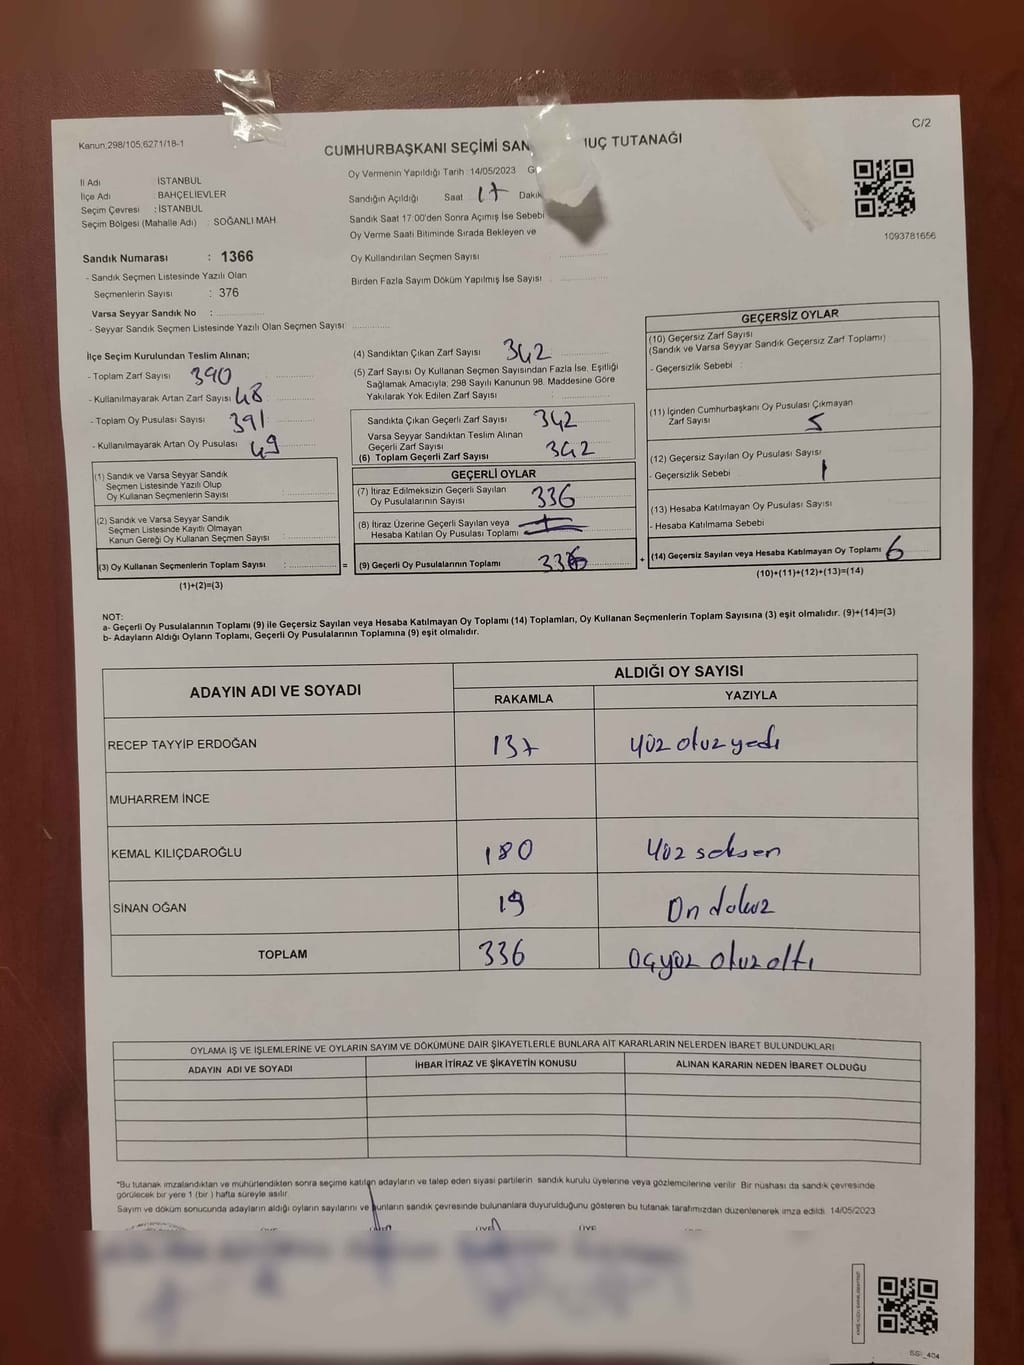 C/2
Kanun;298/105,6271/18-1
CUMHURBAŞKANI SEÇİMİ SAN UÇ TUTANAĞI
İl Adı İSTANBUL
İlçe Adı BAHÇELİEVLER
Seçim Çevresi : İSTANBUL
Seçim Bölgesi (Mahalle Adı) : SOĞANLI MAH.
Oy Vermenin Yapıldığı Tarih : 14/05/2023
Sandığın Açıldığı Saat 17 Dakik
Sandık Saat 17:00'den Sonra Açımış İse Sebebi
Oy Verme Saati Bitiminde Sırada Bekleyen ve
Oy Kullandırılan Seçmen Sayısı
Birden Fazla Sayım Döküm Yapılmış İse Sayısı
1093781656
Sandık Numarası : 1366
- Sandık Seçmen Listesinde Yazılı Olan
Seçmenlerin Sayısı : 376
Varsa Seyyar Sandık No :
- Seyyar Sandık Seçmen Listesinde Yazılı Olan Seçmen Sayısı:
İlçe Seçim Kurulundan Teslim Alınan;
- Toplam Zarf Sayısı 390
- Kullanılmayarak Artan Zarf Sayısı 48
- Toplam Oy Pusulası Sayısı 391
- Kullanılmayarak Artan Oy Pusulası 49
(1) Sandık ve Varsa Seyyar Sandık
Seçmen Listesinde Yazılı Olup
Oy Kullanan Seçmenlerin Sayısı :
(2) Sandık ve Varsa Seyyar Sandık
Seçmen Listesinde Kayıtlı Olmayan
Kanun Gereği Oy Kullanan Seçmen Sayısı :
(3) Oy Kullanan Seçmenlerin Toplam Sayısı : =
(1)+(2)=(3)
(4) Sandıktan Çıkan Zarf Sayısı 342
(5) Zarf Sayısı Oy Kullanan Seçmen Sayısından Fazla İse, Eşitliği
Sağlamak Amacıyla; 298 Sayılı Kanunun 98. Maddesine Göre
Yakılarak Yok Edilen Zarf Sayısı
Sandıkta Çıkan Geçerli Zarf Sayısı 342
Varsa Seyyar Sandıktan Teslim Alınan
Geçerli Zarf Sayısı
(6) Toplam Geçerli Zarf Sayısı 342
GEÇERLİ OYLAR
(7) İtiraz Edilmeksizin Geçerli Sayılan
Oy Pusulalarının Sayısı 336
(8) İtiraz Üzerine Geçerli Sayılan veya
Hesaba Katılan Oy Pusulası Toplamı
(9) Geçerli Oy Pusulalarının Toplamı 336 +
GEÇERSİZ OYLAR
(10) Geçersiz Zarf Sayısı
(Sandık ve Varsa Seyyar Sandık Geçersiz Zarf Toplamı)
- Geçersizlik Sebebi :
(11) İçinden Cumhurbaşkanı Oy Pusulası Çıkmayan
Zarf Sayısı 5
(12) Geçersiz Sayılan Oy Pusulası Sayısı
- Geçersizlik Sebebi 1
(13) Hesaba Katılmayan Oy Pusulası Sayısı
- Hesaba Katılmama Sebebi
(14) Geçersiz Sayılan veya Hesaba Katılmayan Oy Toplamı 6
(10)+(11)+(12)+(13)=(14)
NOT:
a- Geçerli Oy Pusulalarının Toplamı (9) ile Geçersiz Sayılan veya Hesaba Katılmayan Oy Toplamı (14) Toplamları, Oy Kullanan Seçmenlerin Toplam Sayısına (3) eşit olmalıdır. (9)+(14)=(3)
b- Adayların Aldığı Oyların Toplamı, Geçerli Oy Pusulalarının Toplamına (9) eşit olmalıdır.
ADAYIN ADI VE SOYADI ALDIĞI OY SAYISI
RAKAMLA YAZIYLA
RECEP TAYYİP ERDOĞAN 137 yüz otuz yedi
MUHARREM İNCE
KEMAL KILIÇDAROĞLU 180 yüz seksen
SİNAN OĞAN 19 On dokuz
TOPLAM 336 üçyüz otuz altı
OYLAMA İŞ VE İŞLEMLERİNE VE OYLARIN SAYIM VE DÖKÜMÜNE DAİR ŞİKAYETLERLE BUNLARA AİT KARARLARIN NELERDEN İBARET BULUNDUKLARI
ADAYIN ADI VE SOYADI İHBAR İTİRAZ VE ŞİKAYETİN KONUSU ALINAN KARARIN NEDEN İBARET OLDUĞU
*Bu tutanak imzalandıktan ve mühürlendikten sonra seçime katılan adayların ve talep eden siyasi partilerin sandık kurulu üyelerine veya gözlemcilerine verilir. Bir nüshası da sandık çevresinde
görülecek bir yere 1 (bir ) hafta süreyle asılır.
Sayım ve döküm sonucunda adayların aldığı oyların sayılarını ve bunların sandık çevresinde bulunanlara duyurulduğunu gösteren bu tutanak tarafımızdan düzenlenerek imza edildi. 14/05/2023